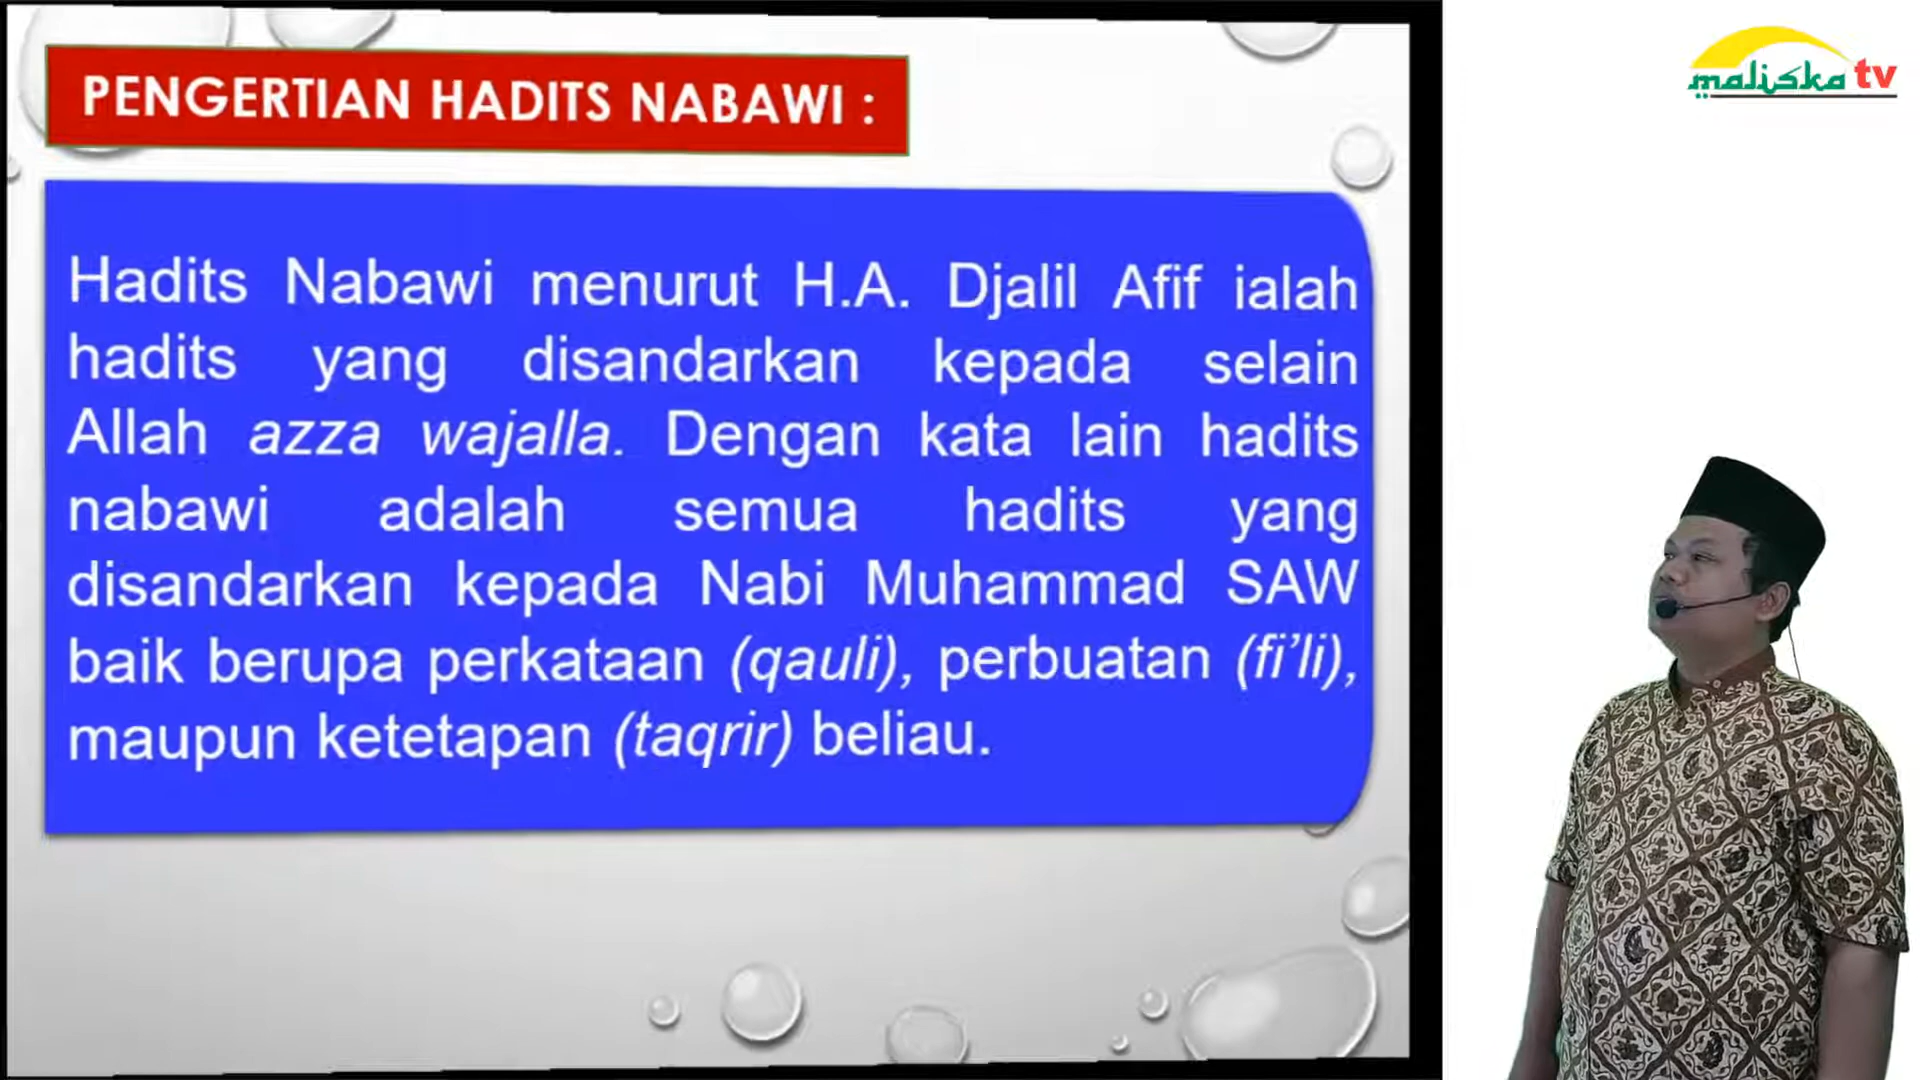 PENGERTIAN HADITS NABAWI :
Hadits Nabawi menurut H.A. Djalil Afif ialah
hadits yang disandarkan kepada selain
Allah azza wajalla. Dengan kata lain hadits
nabawi adalah semua hadits yang
disandarkan kepada Nabi Muhammad SAW
baik berupa perkataan (qauli), perbuatan (fi’li),
maupun ketetapan (taqrir) beliau.
maliska tv